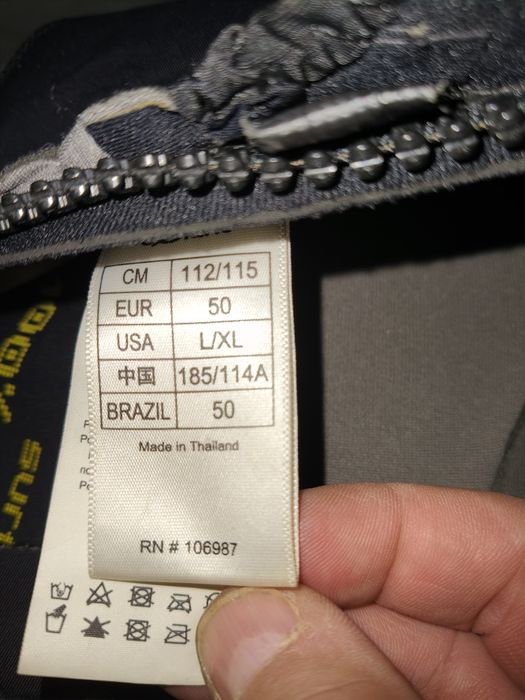 CM 112/115
EUR 50
USA L/XL
中国 185/114A
BRAZIL 50
Made in Thailand
RN # 106987